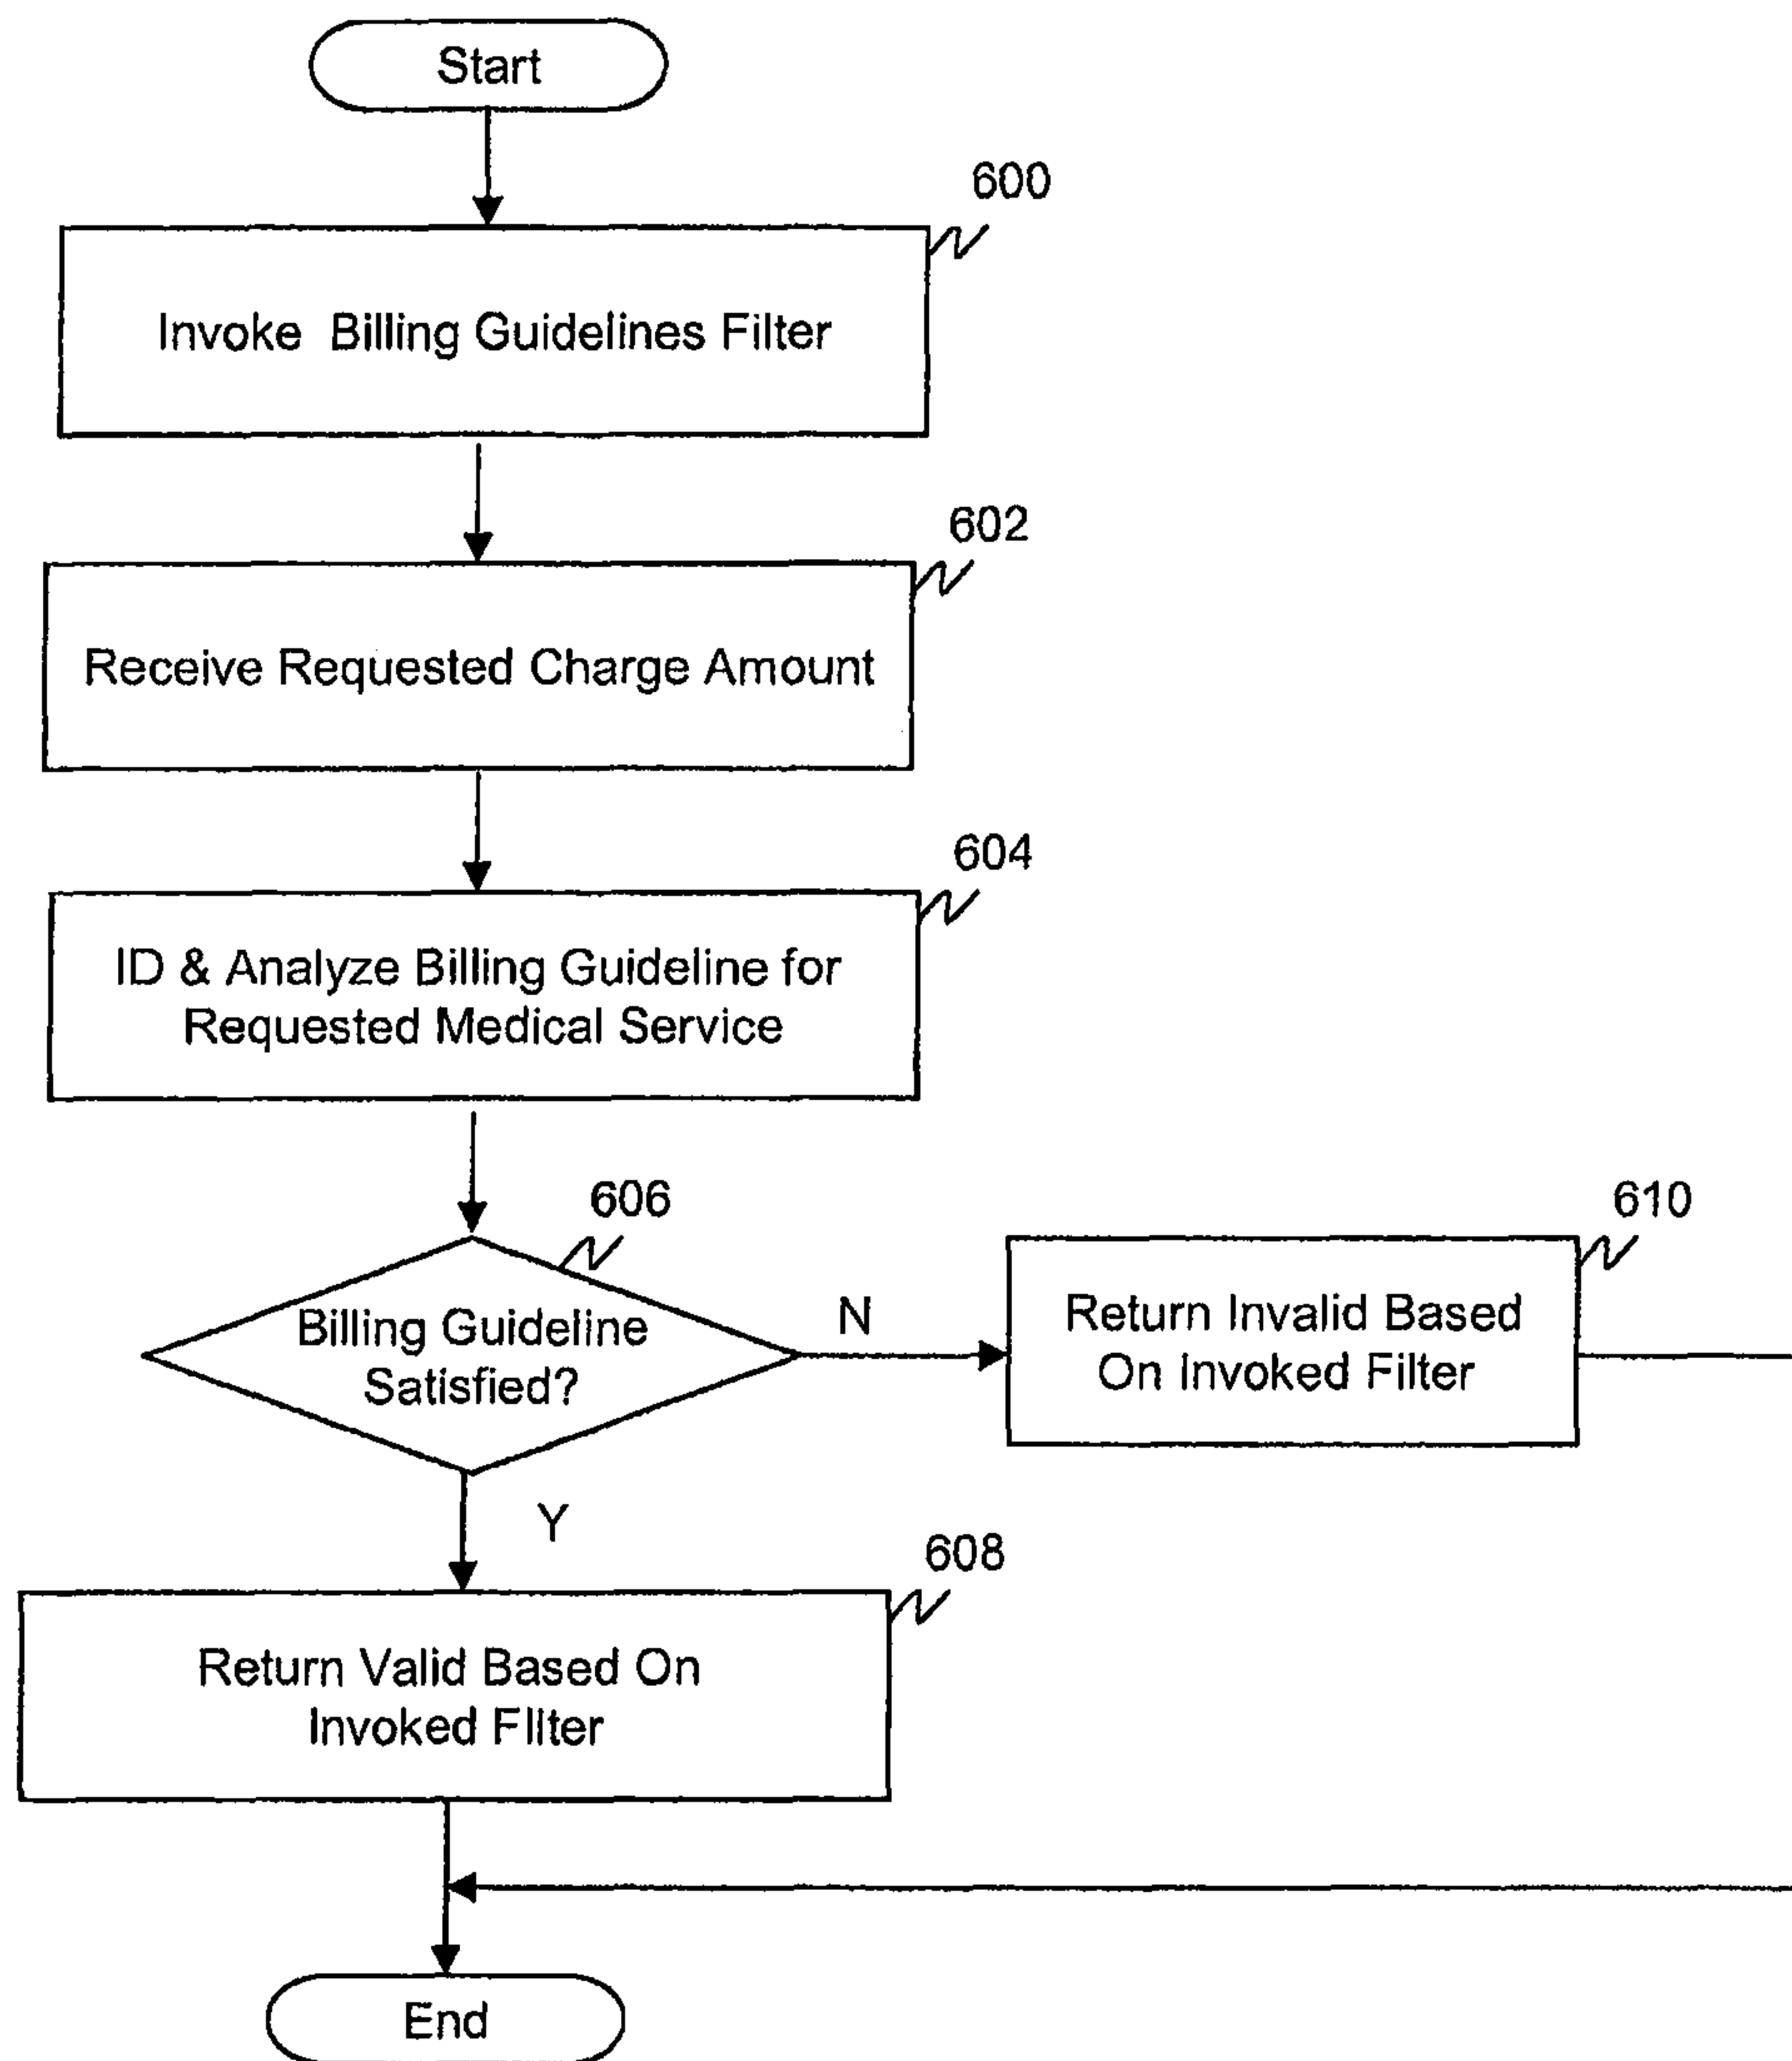 Start
600
Invoke Billing Guidelines Filter
602
Receive Requested Charge Amount
604
ID & Analyze Billing Guideline for
Requested Medical Service
606
Billing Guideline
Satisfied?
N
610
Return Invalid Based
On Invoked Filter
Y
608
Return Valid Based On
Invoked Filter
End